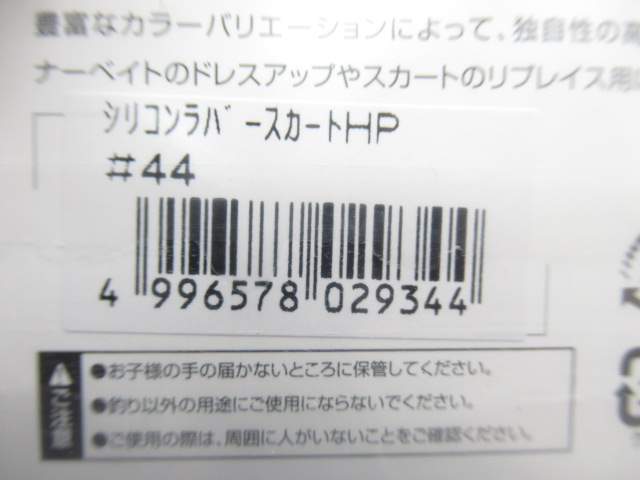 豊富なカラーバリエーションによって、独自性の高
ナーベイトのドレスアップやスカートのリプレイス用
ｼﾘｺﾝﾗﾊﾞｰｽｶｰﾄHP
#44
4 996578 029344
●お子様の手の届かないところに保管してください。
●釣り以外の用途にご使用にならないでください。
●ご使用の際は、周囲に人がいないことをご確認ください。